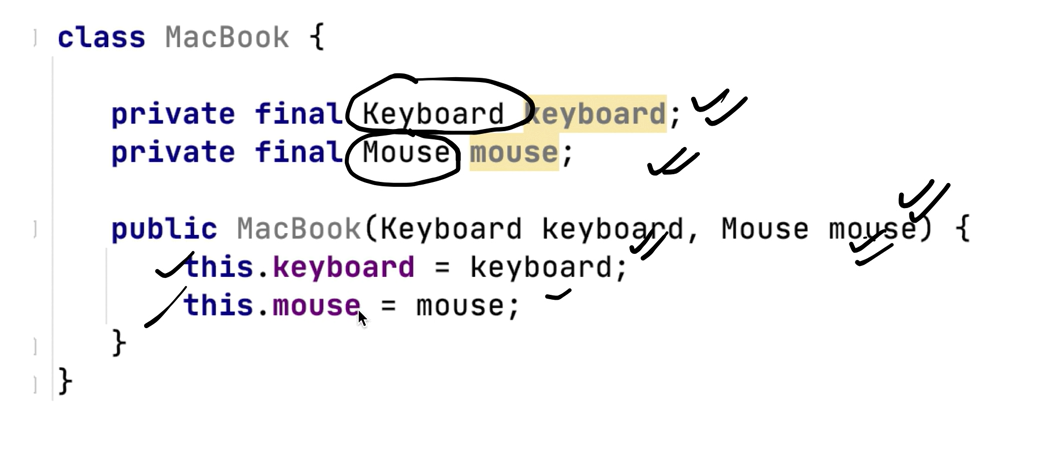 class MacBook {
private final Keyboard keyboard;
private final Mouse mouse;
public MacBook(Keyboard keyboard, Mouse mouse) {
this.keyboard = keyboard;
this.mouse = mouse;
}
}